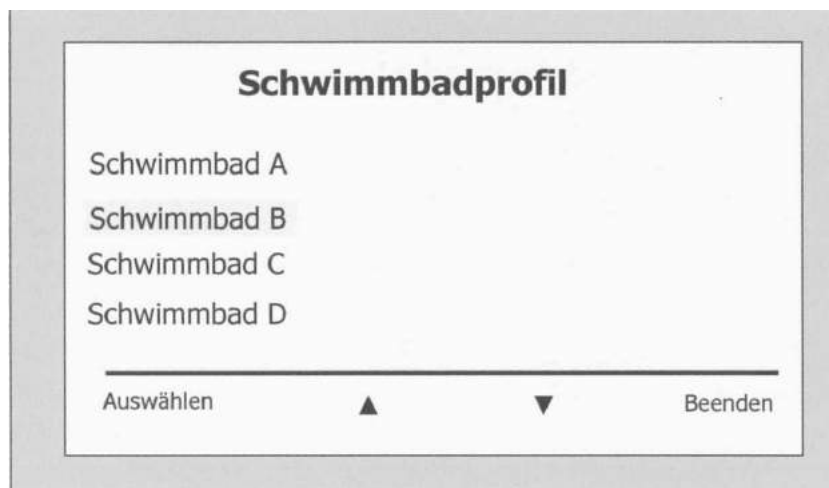 Schwimmbadprofil
Schwimmbad A
Schwimmbad B
Schwimmbad C
Schwimmbad D
Auswählen ▲ ▼ Beenden